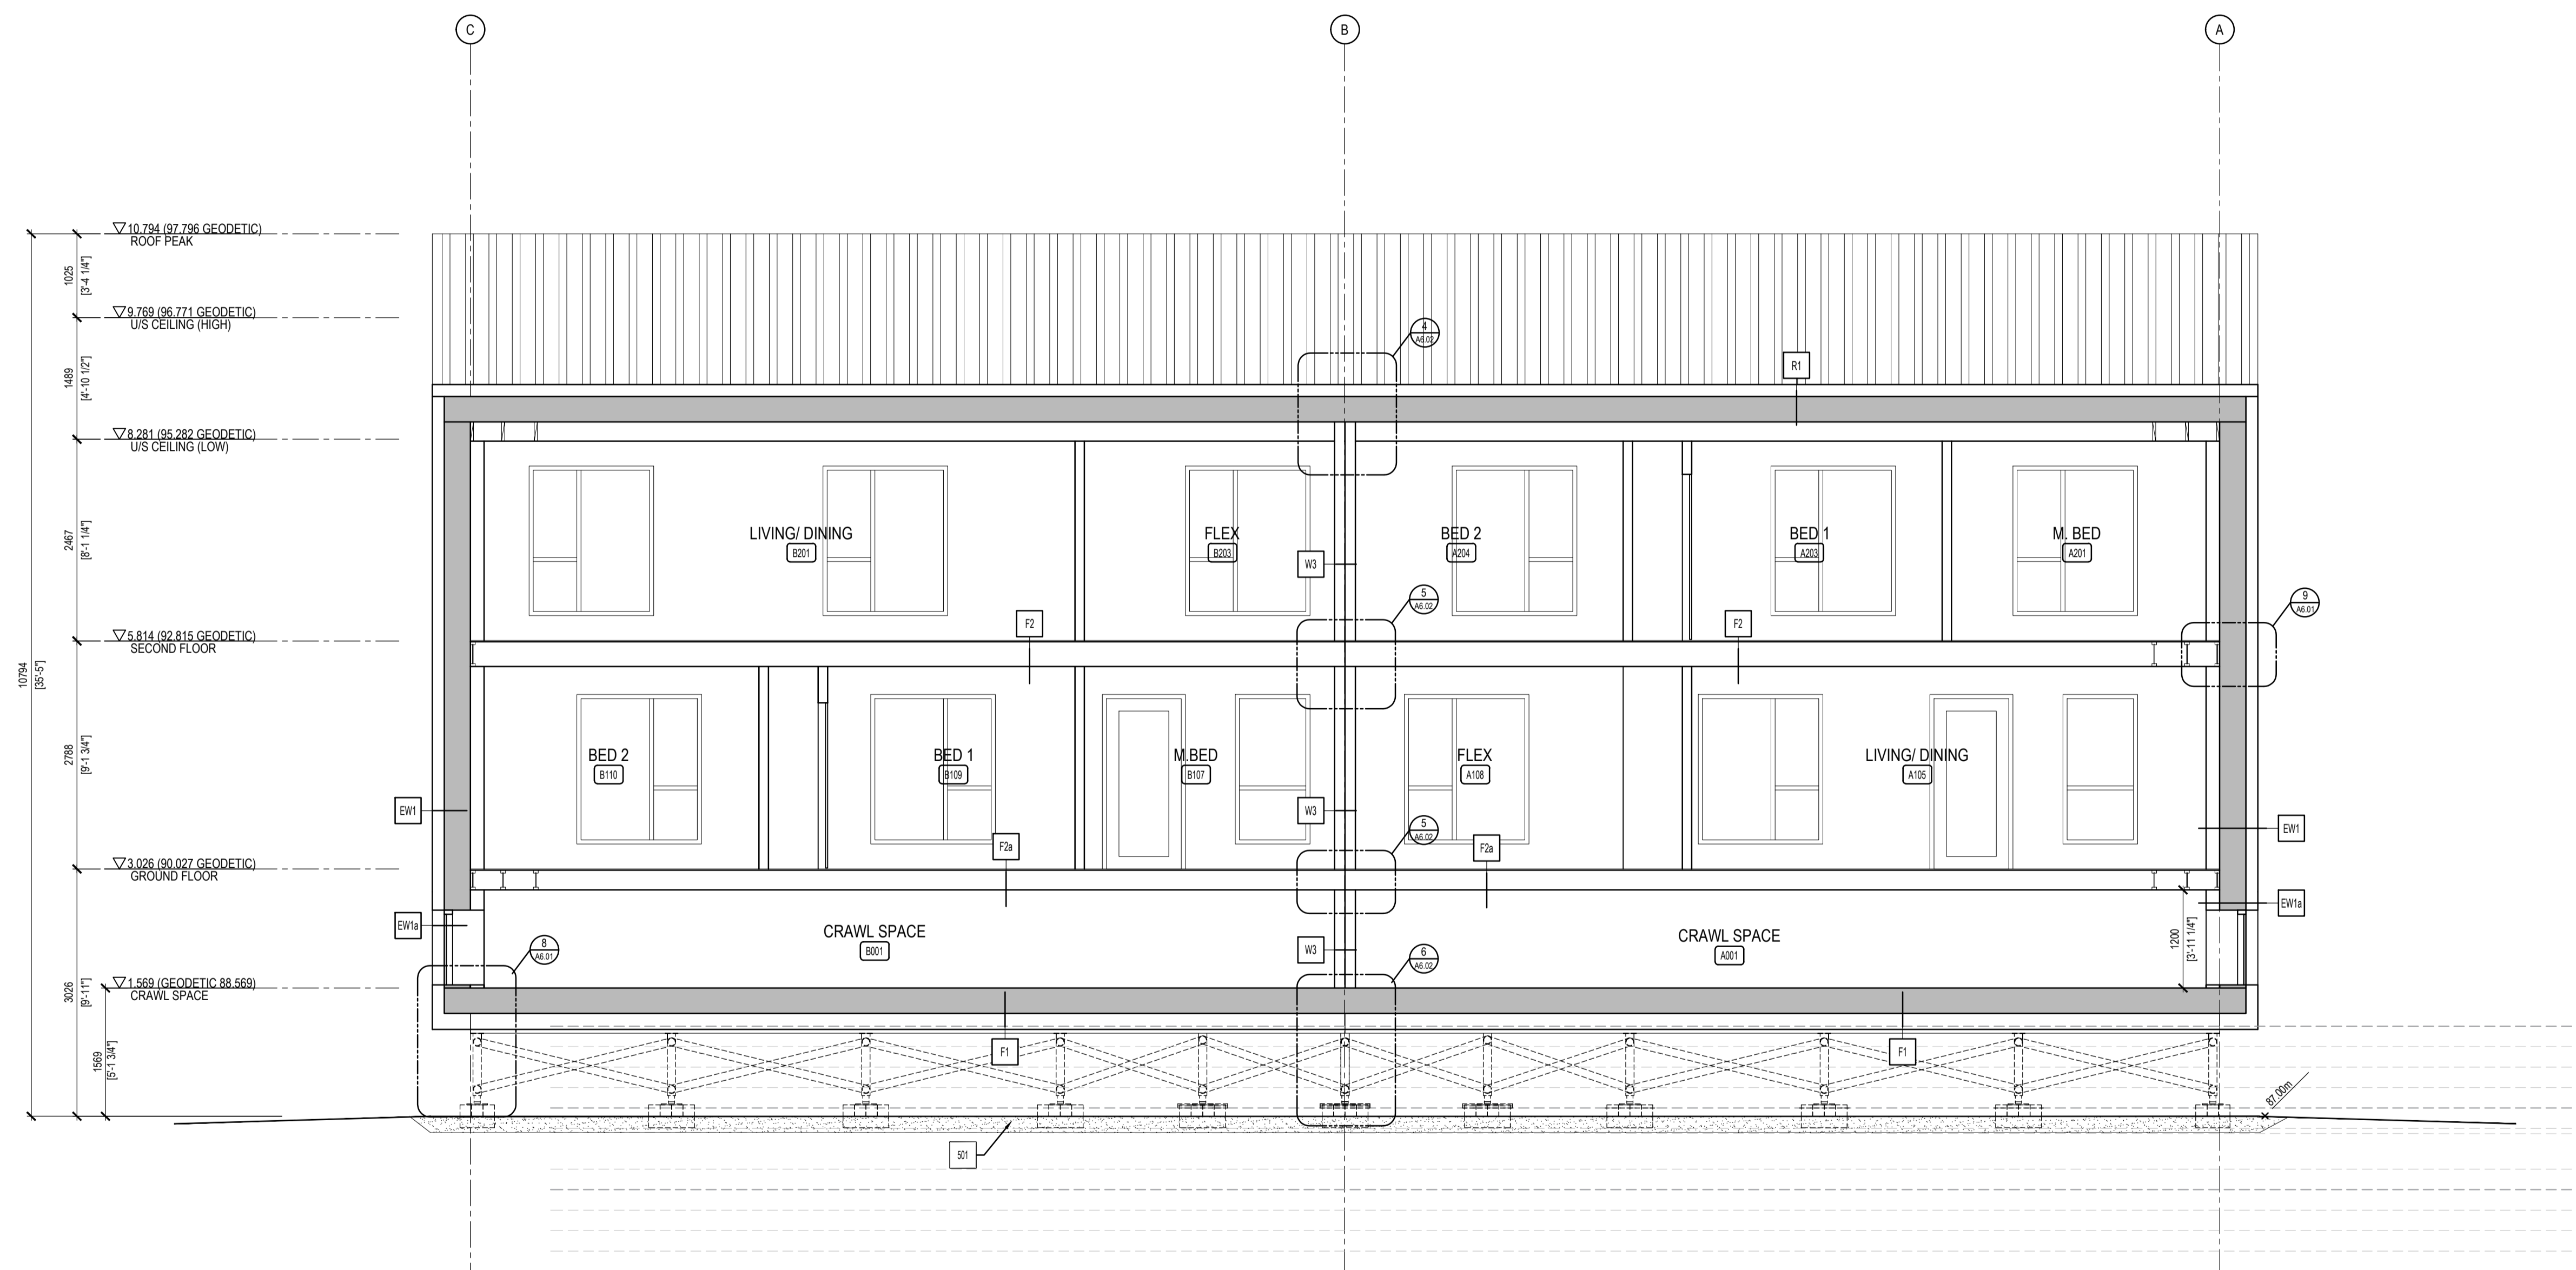 C
B
A
10.794 (97.796 GEODETIC)
ROOF PEAK
1025
[3'-4 1/4"]
9.769 (96.771 GEODETIC)
U/S CEILING (HIGH)
1489
[4'-10 1/2"]
4
A6.02
R1
8.281 (95.282 GEODETIC)
U/S CEILING (LOW)
2467
[8'-1 1/4"]
LIVING/ DINING
B201
FLEX
B203
W3
BED 2
A204
BED 1
A203
M. BED
A201
5
A6.02
9
A6.01
F2
F2
5.814 (92.815 GEODETIC)
SECOND FLOOR
10794
[35'-5"]
2788
[9'-1 3/4"]
BED 2
B110
BED 1
B109
M.BED
B107
FLEX
A108
LIVING/ DINING
A105
EW1
W3
5
A6.02
EW1
F2a
F2a
3.026 (90.027 GEODETIC)
GROUND FLOOR
EW1a
EW1a
CRAWL SPACE
B001
CRAWL SPACE
A001
1200
[3'-11 1/4"]
8
A6.01
W3
6
A6.02
1.569 (GEODETIC 88.569)
CRAWL SPACE
3026
[9'-11"]
1569
[5'-1 3/4"]
F1
F1
87.00m
501